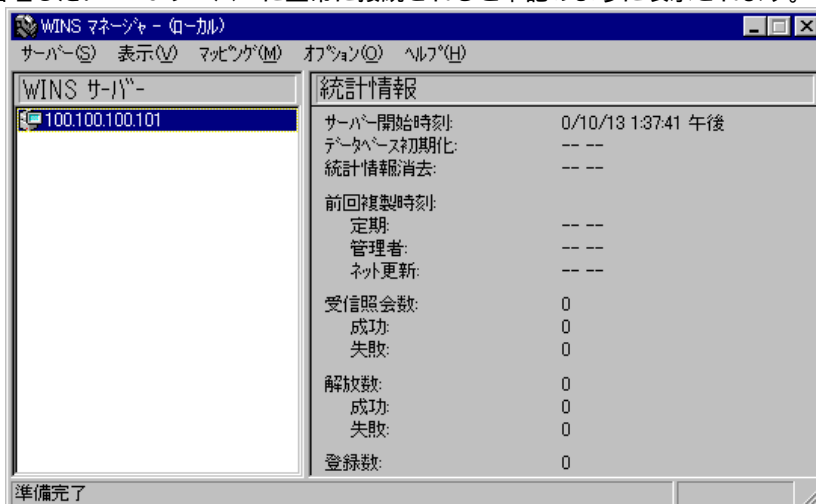 WINS マネージャ - (ローカル)
サーバー(S) 表示(V) マッピング(M) オプション(O) ヘルプ(H)
WINS サーバー
100.100.100.101
統計情報
サーバー開始時刻: 0/10/13 1:37:41 午後
データベース初期化: -- --
統計情報消去: -- --
前回複製時刻:
定期: -- --
管理者: -- --
ネット更新: -- --
受信照会数: 0
成功: 0
失敗: 0
解放数: 0
成功: 0
失敗: 0
登録数: 0
準備完了